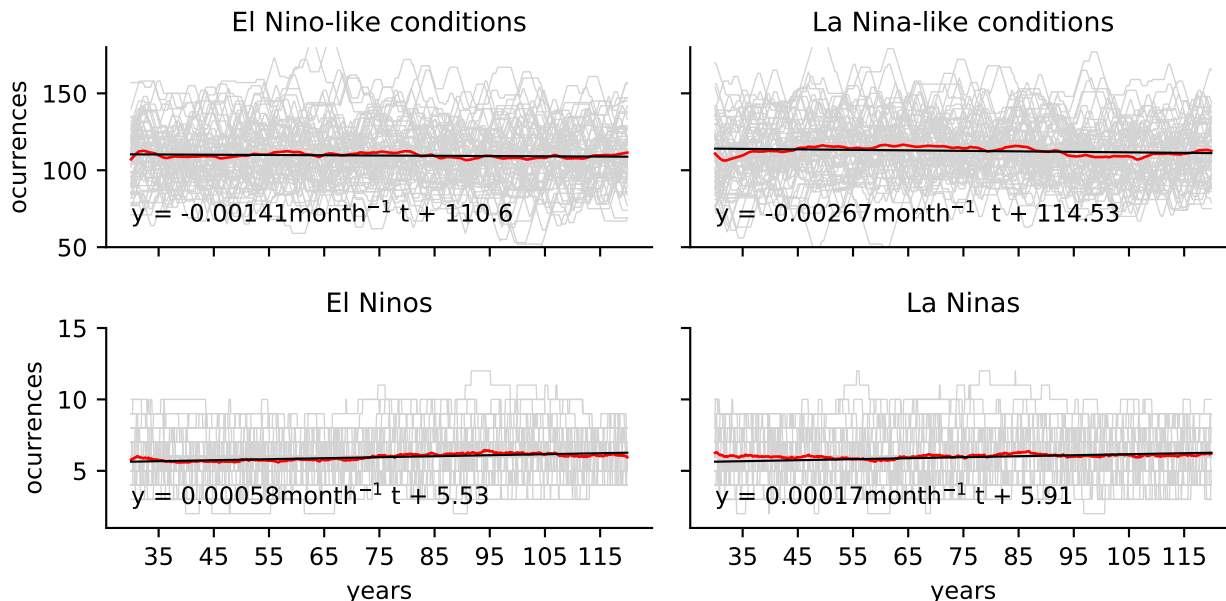 El Nino-like conditions
La Nina-like conditions
ocurrences
150
100
50
y = -0.00141month⁻¹ t + 110.6
y = -0.00267month⁻¹ t + 114.53
El Ninos
La Ninas
ocurrences
15
10
5
y = 0.00058month⁻¹ t + 5.53
y = 0.00017month⁻¹ t + 5.91
35 45 55 65 75 85 95 105 115
35 45 55 65 75 85 95 105 115
years
years